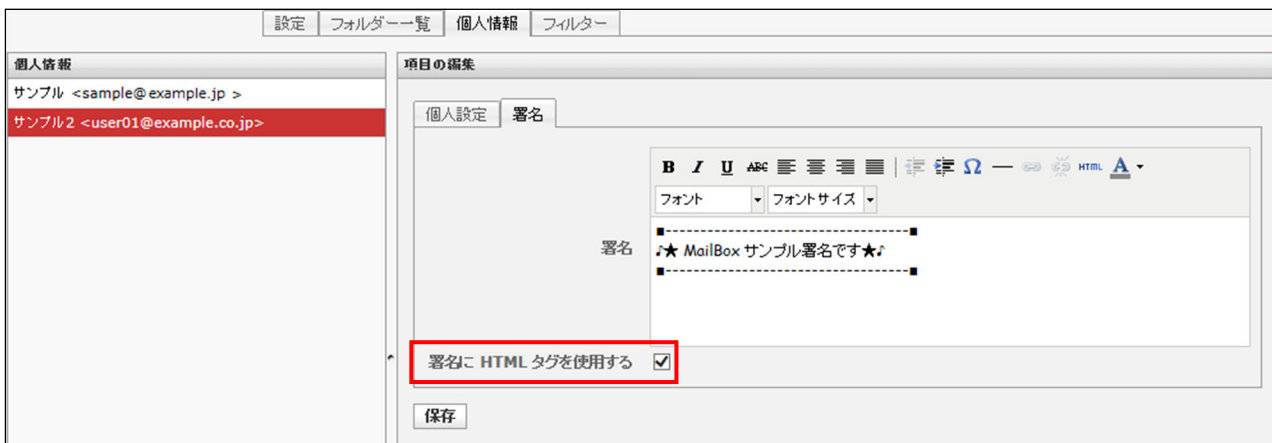 設定 フォルダー一覧 個人情報 フィルター
個人情報
サンプル <sample@example.jp >
サンプル2 <user01@example.co.jp>
項目の編集
個人設定 署名
B I U ABC Ω HTML A
フォント フォントサイズ
署名
■-----------------------------------■
♪★ MailBox サンプル署名です★♪
■-----------------------------------■
署名に HTML タグを使用する
保存